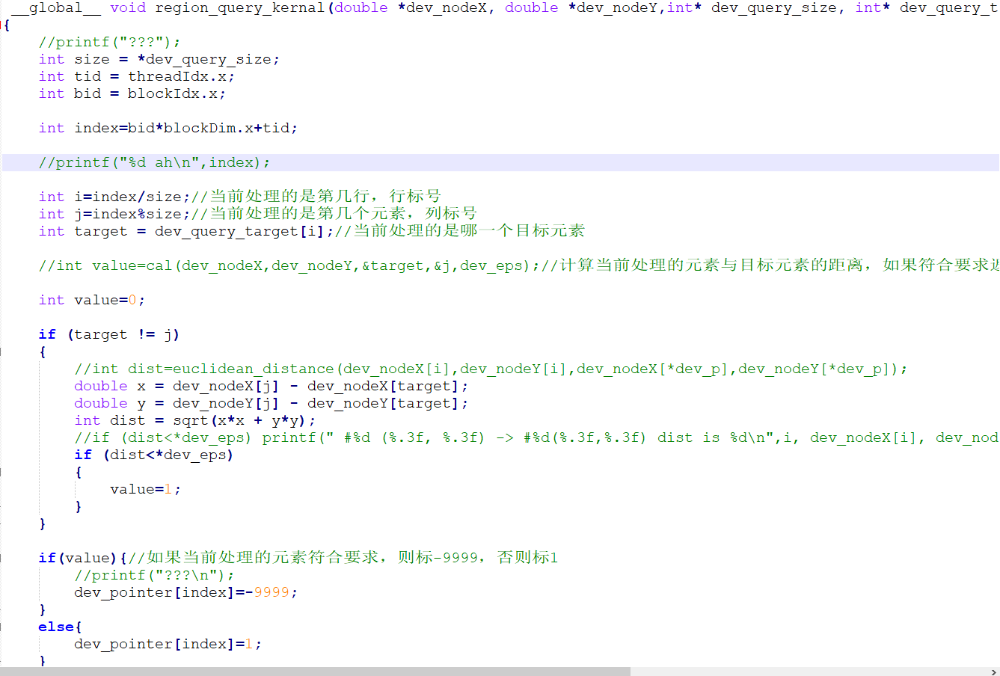 __global__ void region_query_kernal(double *dev_nodeX, double *dev_nodeY,int* dev_query_size, int* dev_query_t
{
//printf("???");
int size = *dev_query_size;
int tid = threadIdx.x;
int bid = blockIdx.x;
int index=bid*blockDim.x+tid;
//printf("%d ah\n",index);
int i=index/size;//当前处理的是第几行，行标号
int j=index%size;//当前处理的是第几个元素，列标号
int target = dev_query_target[i];//当前处理的是哪一个目标元素
//int value=cal(dev_nodeX,dev_nodeY,&target,&j,dev_eps);//计算当前处理的元素与目标元素的距离，如果符合要求返
int value=0;
if (target != j)
{
//int dist=euclidean_distance(dev_nodeX[i],dev_nodeY[i],dev_nodeX[*dev_p],dev_nodeY[*dev_p]);
double x = dev_nodeX[j] - dev_nodeX[target];
double y = dev_nodeY[j] - dev_nodeY[target];
int dist = sqrt(x*x + y*y);
//if (dist<*dev_eps) printf(" #%d (%.3f, %.3f) -> #%d(%.3f,%.3f) dist is %d\n",i, dev_nodeX[i], dev_nod
if (dist<*dev_eps)
{
value=1;
}
}
if(value){//如果当前处理的元素符合要求，则标-9999，否则标1
//printf("???\n");
dev_pointer[index]=-9999;
}
else{
dev_pointer[index]=1;
}